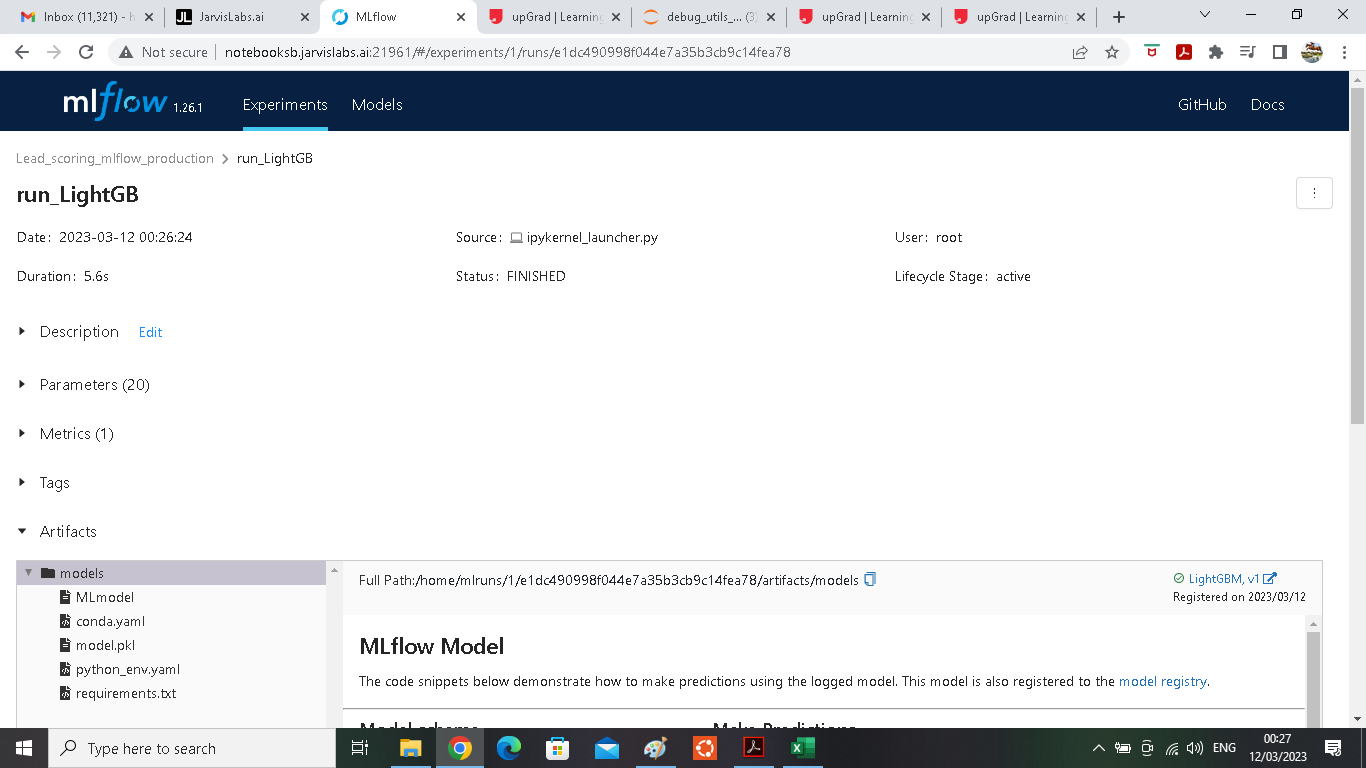 Inbox (11,321) - h
JarvisLabs.ai
MLflow
upGrad | Learning
debug_utils_... (3)
upGrad | Learning
upGrad | Learning
Not secure
notebooksb.jarvislabs.ai:21961/#/experiments/1/runs/e1dc490998f044e7a35b3cb9c14fea78
mlflow 1.26.1
Experiments
Models
GitHub
Docs
Lead_scoring_mlflow_production > run_LightGB
run_LightGB
Date: 2023-03-12 00:26:24
Source: ipykernel_launcher.py
User: root
Duration: 5.6s
Status: FINISHED
Lifecycle Stage: active
Description Edit
Parameters (20)
Metrics (1)
Tags
Artifacts
models
MLmodel
conda.yaml
model.pkl
python_env.yaml
requirements.txt
Full Path:/home/mlruns/1/e1dc490998f044e7a35b3cb9c14fea78/artifacts/models
LightGBM, v1
Registered on 2023/03/12
MLflow Model
The code snippets below demonstrate how to make predictions using the logged model. This model is also registered to the model registry.
Model schema
Make Predictions
Type here to search
ENG
00:27
12/03/2023